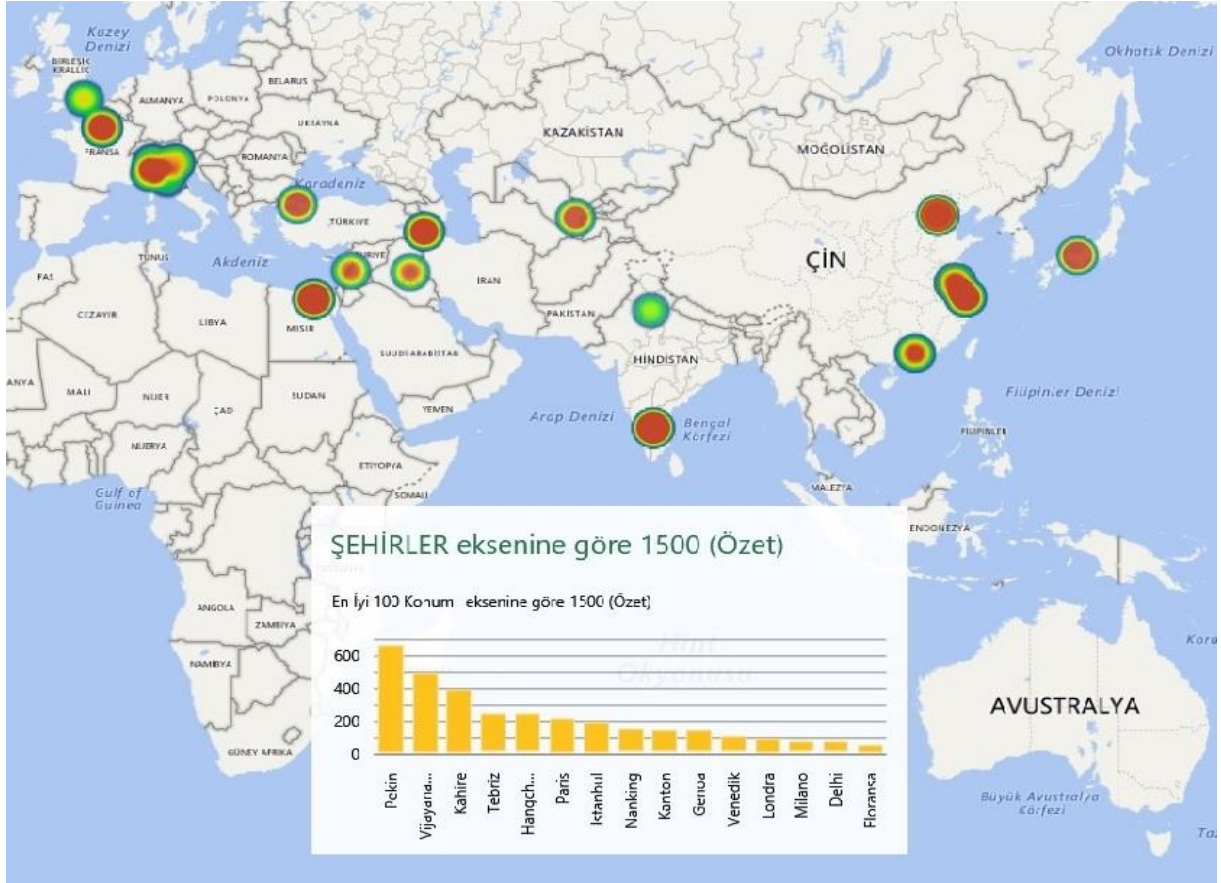 Kuzey
Denizi
BİRLEŞİK
KRALLIK
Okhotsk Denizi
BELARUS
ALMANYA
POLONYA
UKRAYNA
KAZAKİSTAN
MOĞOLİSTAN
FRANSA
ROMANYA
Karadeniz
TÜRKİYE
ÇİN
TUNUS
Akdeniz
FAS
İRAN
CEZAYİR
LİBYA
MISIR
PAKİSTAN
SUUDİ ARABİSTAN
HİNDİSTAN
MALİ
NİJER
ÇAD
SUDAN
YEMEN
Arap Denizi
Bengal
Körfezi
Filipinler Denizi
FİLİPİNLER
NİJERYA
ETİYOPYA
Gulf of
Guinea
SOMALİ
MALEZYA
ENDONEZYA
ŞEHİRLER eksenine göre 1500 (Özet)
En İyi 100 Konum eksenine göre 1500 (Özet)
ANGOLA
ZAMBİYA
NAMİBYA
GÜNEY AFRİKA
Hint
Okyanusu
600
400
200
0
Pekin
Vijayana...
Kahire
Tebriz
Hangch...
Paris
İstanbul
Nanking
Kanton
Genua
Venedik
Londra
Milano
Delhi
Floransa
AVUSTRALYA
Büyük Avustralya
Körfezi